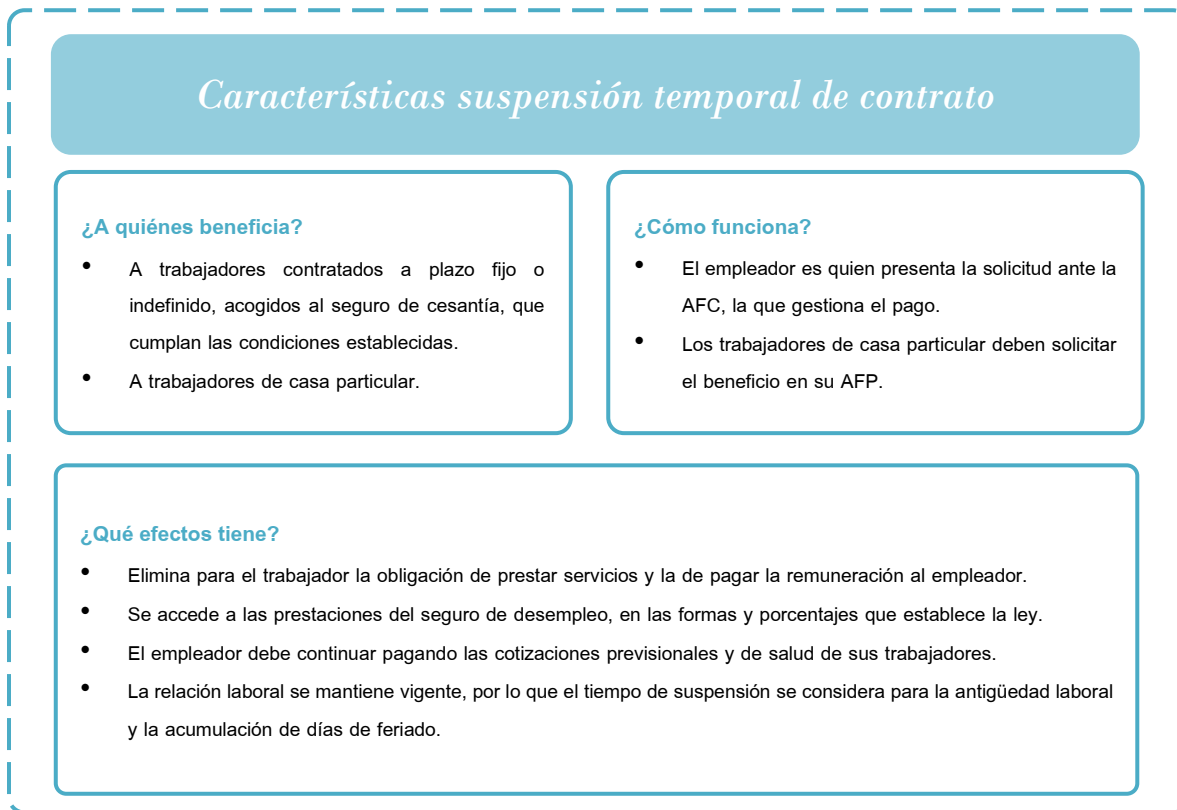 Características suspensión temporal de contrato
¿A quiénes beneficia?
• A trabajadores contratados a plazo fijo o
indefinido, acogidos al seguro de cesantía, que
cumplan las condiciones establecidas.
• A trabajadores de casa particular.
¿Cómo funciona?
• El empleador es quien presenta la solicitud ante la
AFC, la que gestiona el pago.
• Los trabajadores de casa particular deben solicitar
el beneficio en su AFP.
¿Qué efectos tiene?
• Elimina para el trabajador la obligación de prestar servicios y la de pagar la remuneración al empleador.
• Se accede a las prestaciones del seguro de desempleo, en las formas y porcentajes que establece la ley.
• El empleador debe continuar pagando las cotizaciones previsionales y de salud de sus trabajadores.
• La relación laboral se mantiene vigente, por lo que el tiempo de suspensión se considera para la antigüedad laboral
y la acumulación de días de feriado.